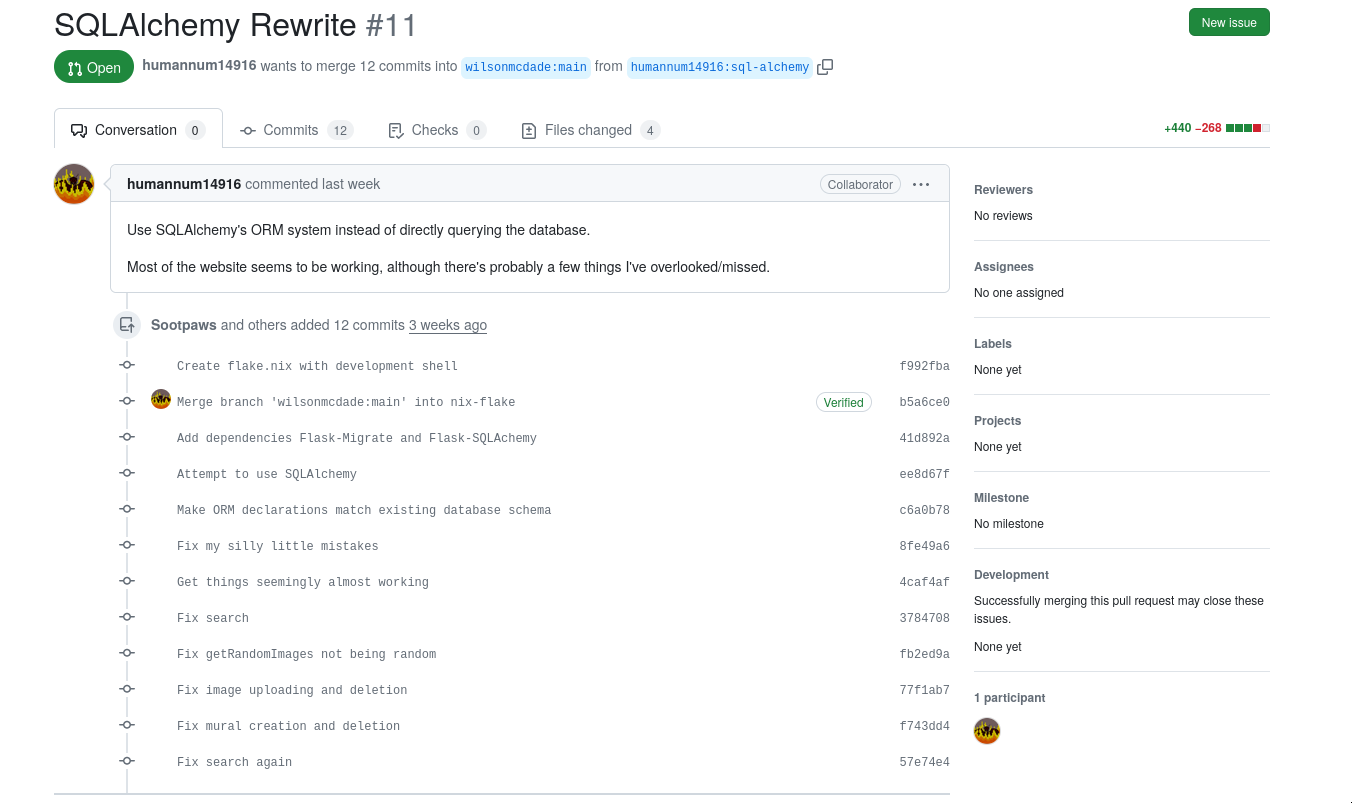 SQLAlchemy Rewrite #11
New issue
Open
humannum14916 wants to merge 12 commits into wilsonmcdade:main from humannum14916:sql-alchemy
Conversation 0
Commits 12
Checks 0
Files changed 4
+440 −268
humannum14916 commented last week
Collaborator
Use SQLAlchemy's ORM system instead of directly querying the database.
Most of the website seems to be working, although there's probably a few things I've overlooked/missed.
Sootpaws and others added 12 commits 3 weeks ago
Create flake.nix with development shell f992fba
Merge branch 'wilsonmcdade:main' into nix-flake Verified b5a6ce0
Add dependencies Flask-Migrate and Flask-SQLAchemy 41d892a
Attempt to use SQLAlchemy ee8d67f
Make ORM declarations match existing database schema c6a0b78
Fix my silly little mistakes 8fe49a6
Get things seemingly almost working 4caf4af
Fix search 3784708
Fix getRandomImages not being random fb2ed9a
Fix image uploading and deletion 77f1ab7
Fix mural creation and deletion f743dd4
Fix search again 57e74e4
Reviewers
No reviews
Assignees
No one assigned
Labels
None yet
Projects
None yet
Milestone
No milestone
Development
Successfully merging this pull request may close these
issues.
None yet
1 participant